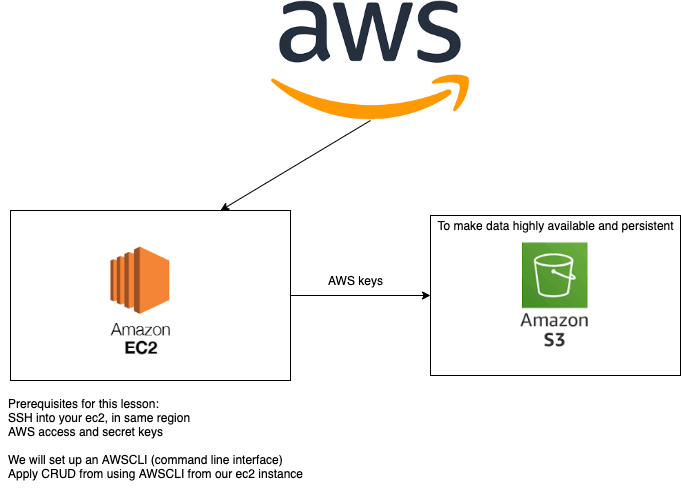 aws
To make data highly available and persistent
AWS keys
Amazon
EC2
Amazon
S3
Prerequisites for this lesson:
SSH into your ec2, in same region
AWS access and secret keys
We will set up an AWSCLI (command line interface)
Apply CRUD from using AWSCLI from our ec2 instance